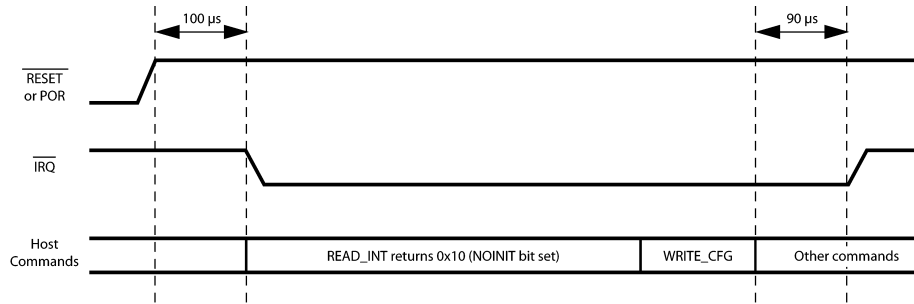 100 µs
90 µs
RESET
or POR
IRQ
Host
Commands
READ_INT returns 0x10 (NOINIT bit set)
WRITE_CFG
Other commands